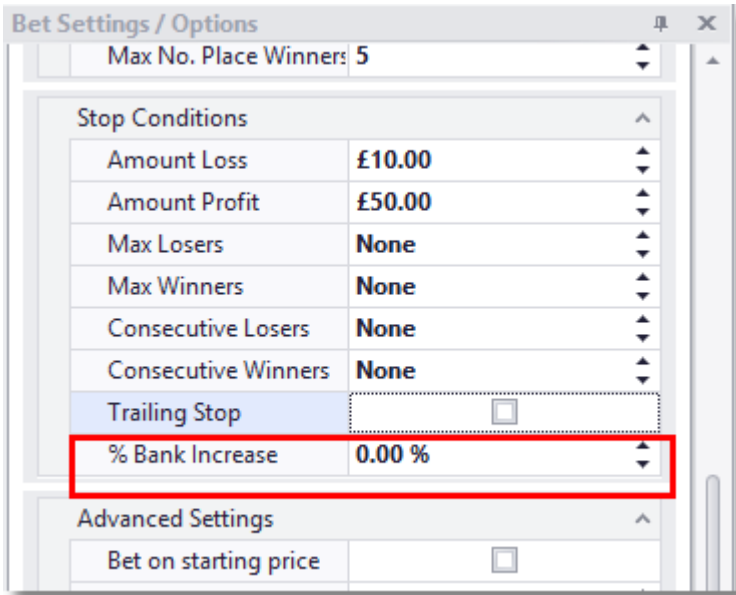 Bet Settings / Options
Max No. Place Winners 5
Stop Conditions
Amount Loss £10.00
Amount Profit £50.00
Max Losers None
Max Winners None
Consecutive Losers None
Consecutive Winners None
Trailing Stop
% Bank Increase 0.00 %
Advanced Settings
Bet on starting price